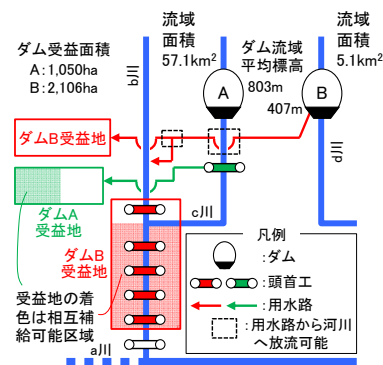 ダム受益面積
A:1,050ha
B:2,106ha
b川
流域
面積
57.1km²
ダム流域
平均標高
803m
407m
流域
面積
5.1km²
A
B
d川
ダムB受益地
ダムA
受益地
c川
ダムB
受益地
受益地の着
色は相互補
給可能区域
a川
凡例
:ダム
:頭首工
:用水路
:用水路から河川
へ放流可能